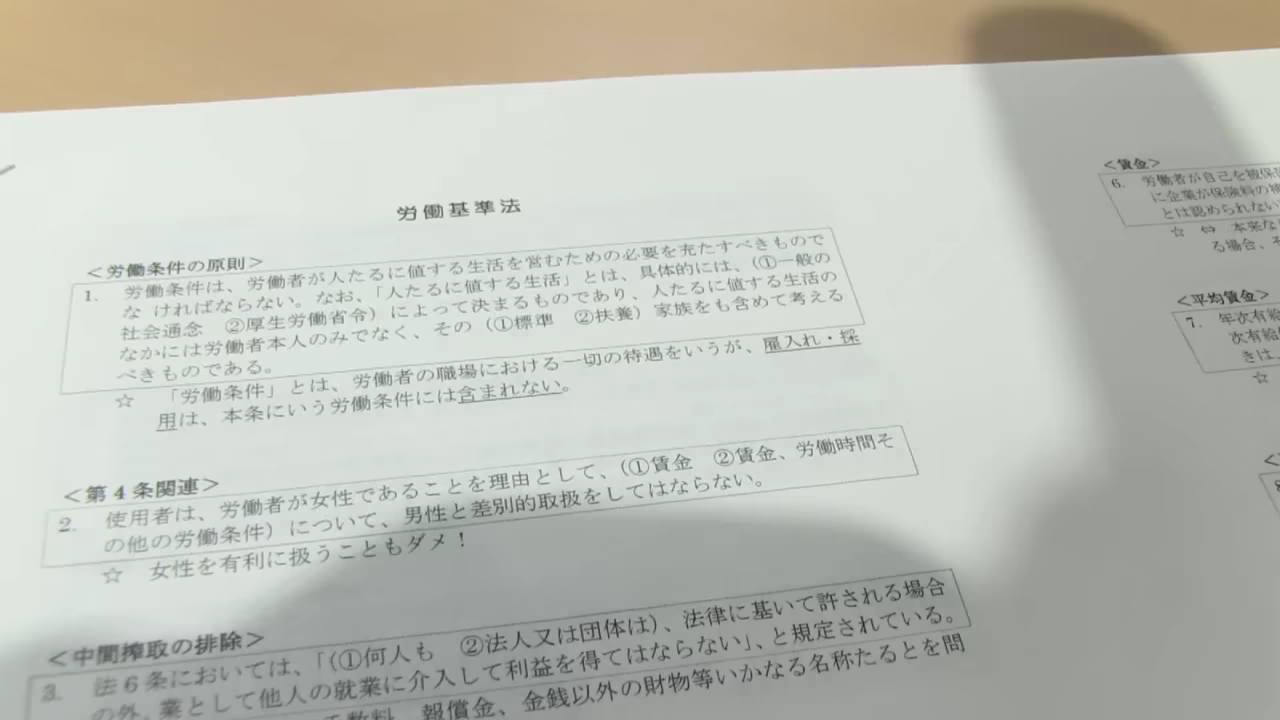 労働基準法
＜労働条件の原則＞
1. 労働条件は、労働者が人たるに値する生活を営むための必要を充たすべきもので
な ければならない。なお、「人たるに値する生活」とは、具体的には、（①一般の
社会通念 ②厚生労働省令）によって決まるものであり、人たるに値する生活の
なかには労働者本人のみでなく、その（①標準 ②扶養）家族をも含めて考える
べきものである。
☆ 「労働条件」とは、労働者の職場における一切の待遇をいうが、雇入れ・採
用は、本条にいう労働条件には含まれない。
＜第４条関連＞
2. 使用者は、労働者が女性であることを理由として、（①賃金 ②賃金、労働時間そ
の他の労働条件）について、男性と差別的取扱をしてはならない。
☆ 女性を有利に扱うこともダメ！
＜中間搾取の排除＞
3. 法６条においては、「（①何人も ②法人又は団体は）、法律に基いて許される場合
の外、業として他人の就業に介入して利益を得てはならない」、と規定されている。
手数料、報償金、金銭以外の財物等いかなる名称たるとを問
＜賃金＞
6. 労働者が自己を被保険
に企業が保険料の補
とは認められない
☆ ⇔ 本来な
る場合、
＜平均賃金＞
7. 年次有給
次有給
きは、
☆